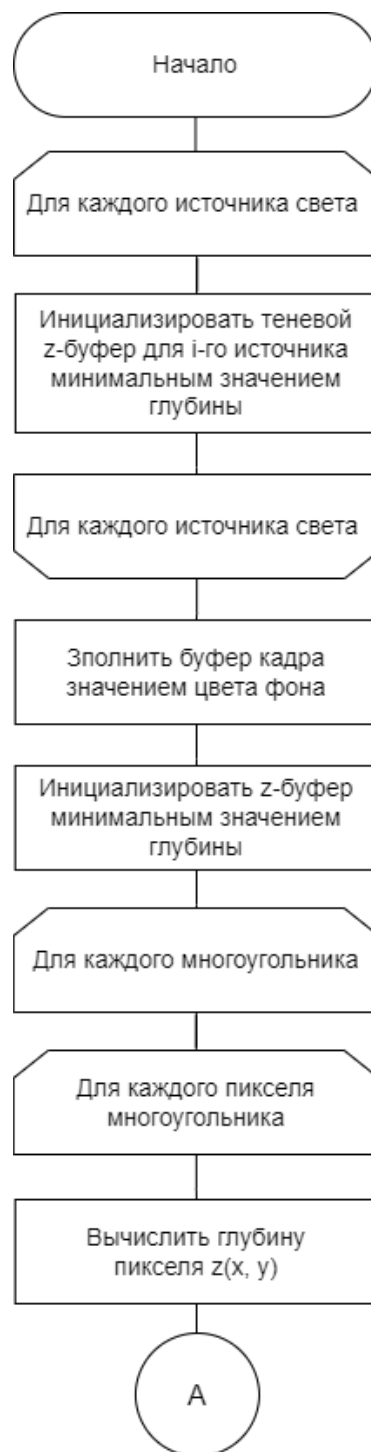 Начало
Для каждого источника света
Инициализировать теневой
z-буфер для i-го источника
минимальным значением
глубины
Для каждого источника света
Зполнить буфер кадра
значением цвета фона
Инициализировать z-буфер
минимальным значением
глубины
Для каждого многоугольника
Для каждого пикселя
многоугольника
Вычислить глубину
пикселя z(x, y)
А